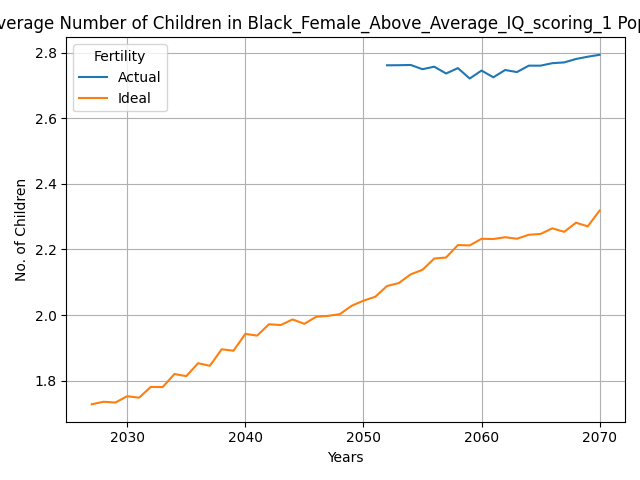 verage Number of Children in Black_Female_Above_Average_IQ_scoring_1 Pop
Fertility
Actual
Ideal
No. of Children
2.8
2.6
2.4
2.2
2.0
1.8
2030 2040 2050 2060 2070
Years